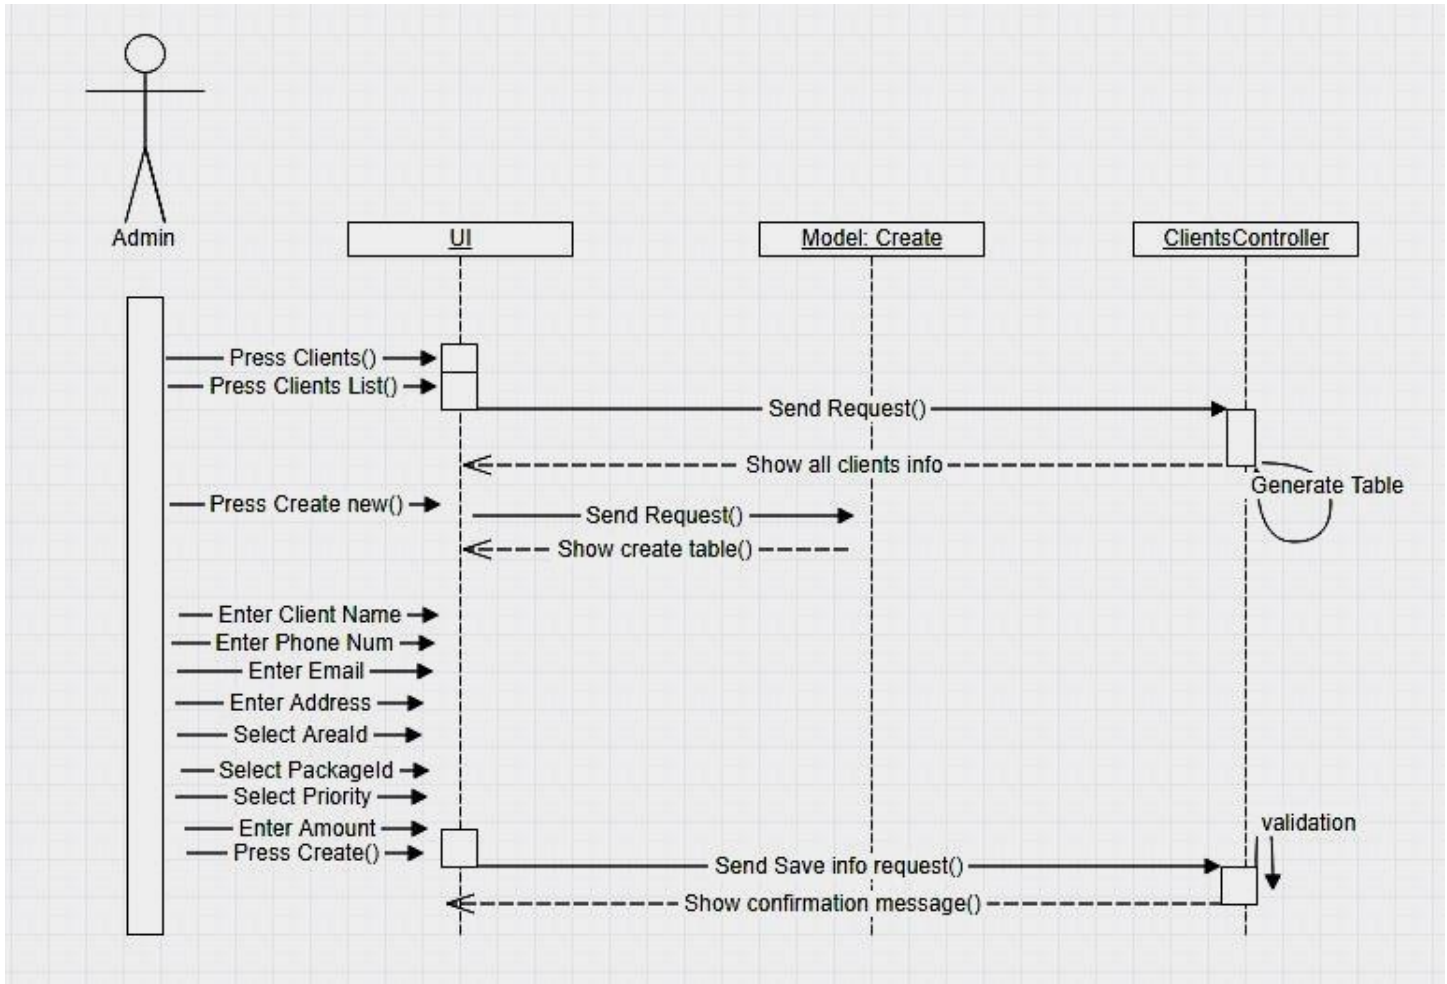 Admin
UI
Model: Create
ClientsController
Press Clients()
Press Clients List()
Send Request()
Show all clients info
Generate Table
Press Create new()
Send Request()
Show create table()
Enter Client Name
Enter Phone Num
Enter Email
Enter Address
Select AreaId
Select PackageId
Select Priority
Enter Amount
validation
Press Create()
Send Save info request()
Show confirmation message()